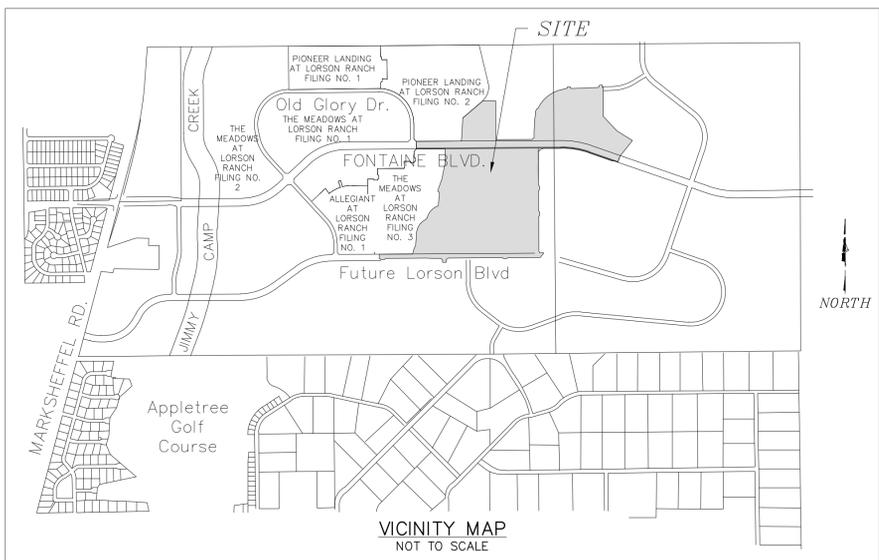 SITE
PIONEER LANDING
AT LORSON RANCH
FILING NO. 1
PIONEER LANDING
AT LORSON RANCH
FILING NO. 2
Old Glory Dr.
THE MEADOWS AT
LORSON RANCH
FILING NO. 1
CREEK
THE
MEADOWS
AT
LORSON
RANCH
FILING NO.
2
FONTAINE BLVD.
THE
MEADOWS
AT
LORSON
RANCH
FILING
NO. 3
ALLEGIANT
AT
LORSON
RANCH
FILING
NO. 1
CAMP
JIMMY
Future Lorson Blvd
NORTH
MARKSHEFFEL RD.
Appletree
Golf
Course
VICINITY MAP
NOT TO SCALE